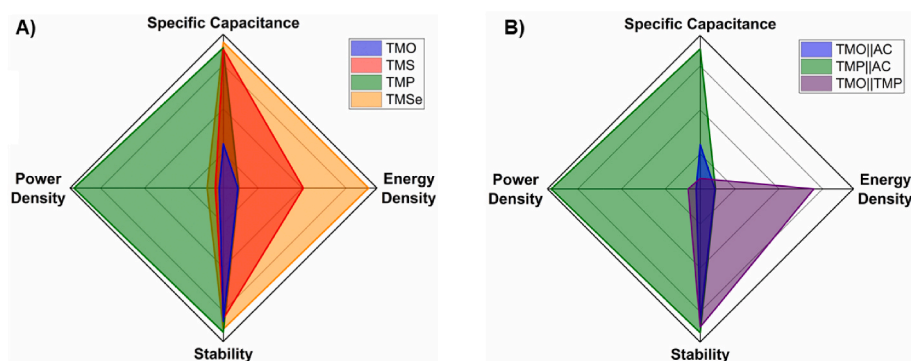 A)
Specific Capacitance
TMO
TMS
TMP
TMSe
Power
Density
Energy
Density
Stability
B)
Specific Capacitance
TMO||AC
TMP||AC
TMO||TMP
Power
Density
Energy
Density
Stability